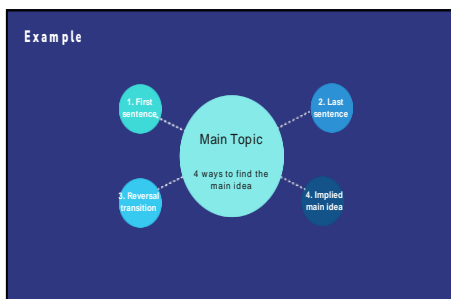 Example
1. First
sentence,
2. Last
sentence
Main Topic
4 ways to find the
main idea
3. Reversal
transition
4. Implied
main idea